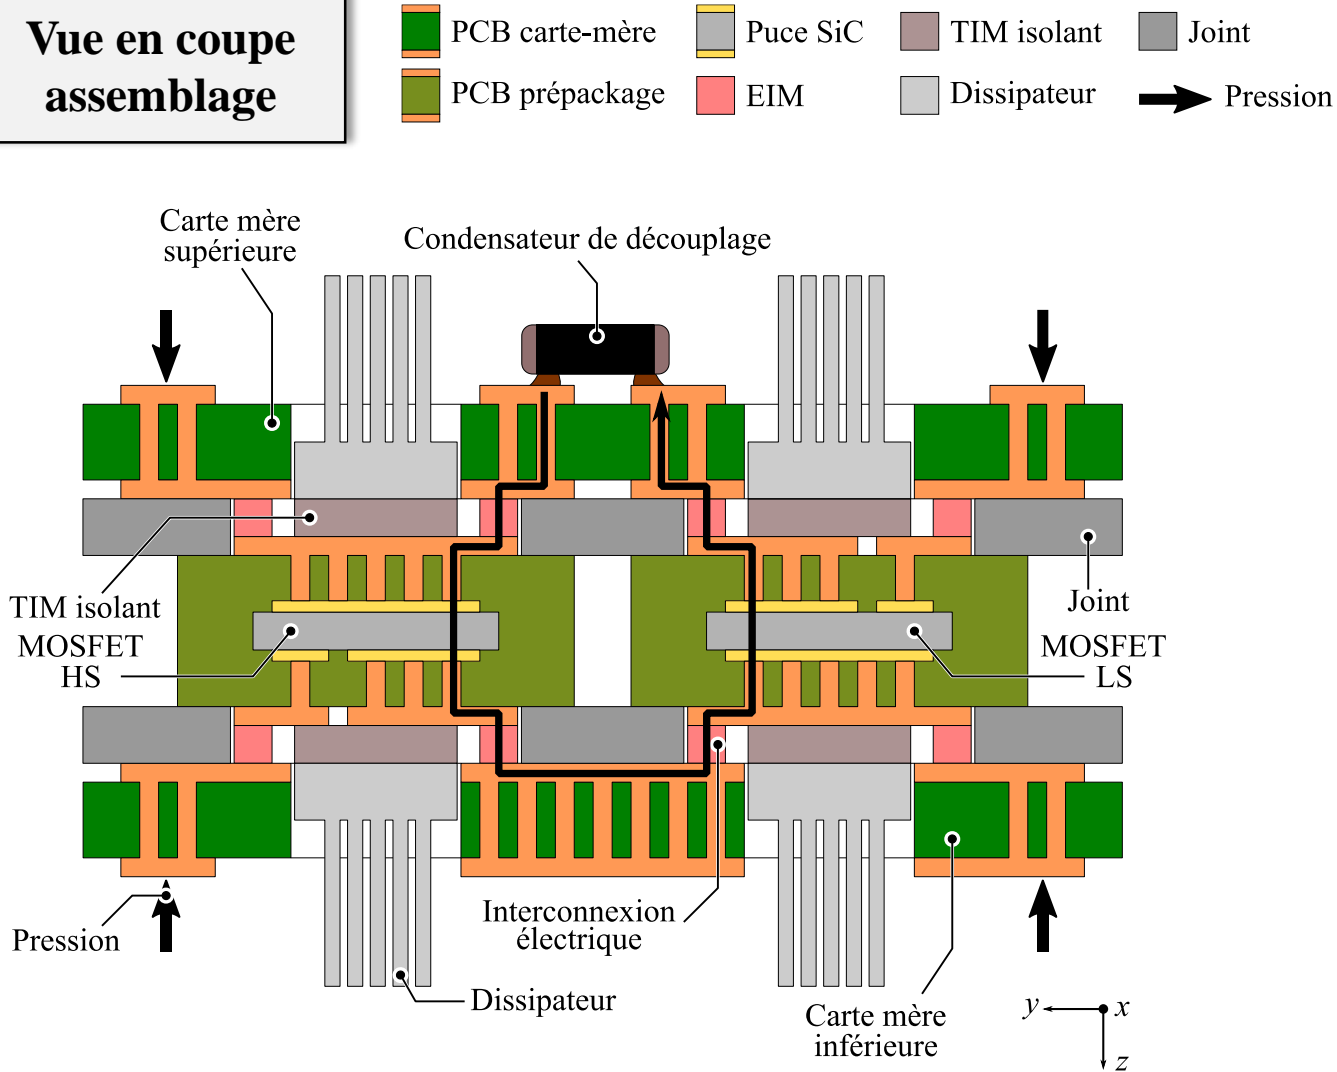 Vue en coupe
assemblage
PCB carte-mère
Puce SiC
TIM isolant
Joint
PCB prépackage
EIM
Dissipateur
Pression
Carte mère
supérieure
Condensateur de découplage
TIM isolant
MOSFET
HS
Joint
MOSFET
LS
Pression
Interconnexion
électrique
Dissipateur
Carte mère
inférieure
y
x
z